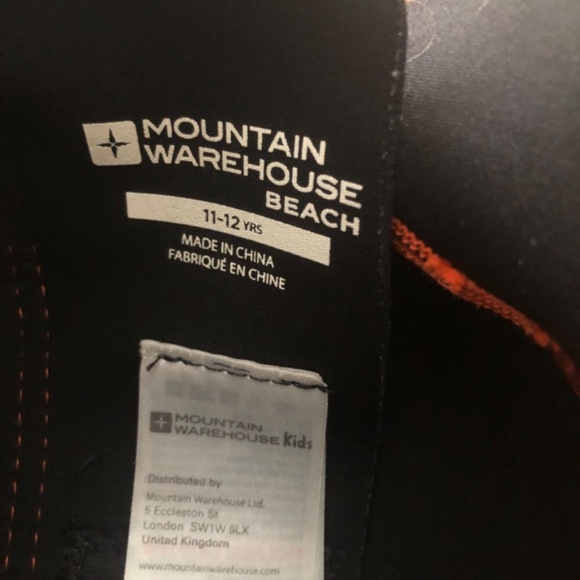 MOUNTAIN
WAREHOUSE
BEACH
11-12 YRS
MADE IN CHINA
FABRIQUÉ EN CHINE
MOUNTAIN
WAREHOUSE Kids
Distributed by
Mountain Warehouse Ltd.
5 Eccleston St
London SW1W 9LX
United Kingdom
www.mountainwarehouse.com